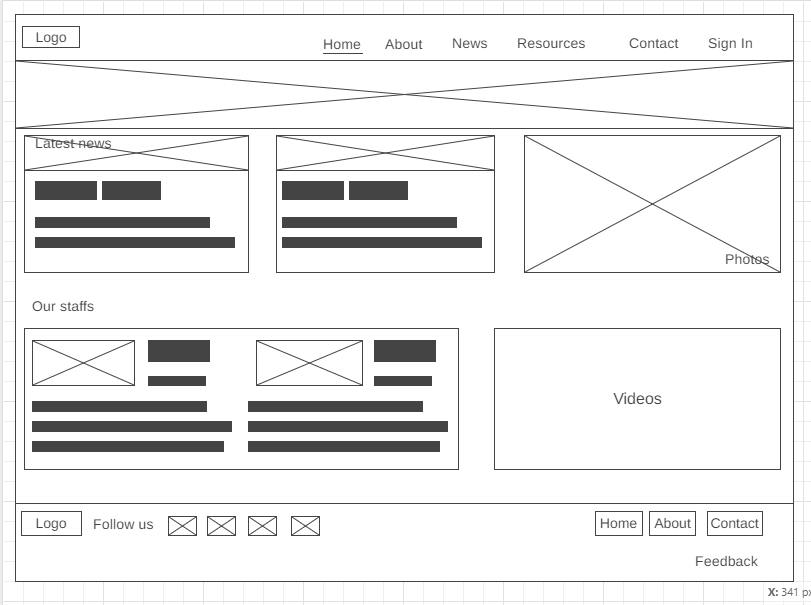 Logo
Home About News Resources Contact Sign In
Latest news
Photos
Our staffs
Videos
Logo Follow us Home About Contact
Feedback
X: 341 px